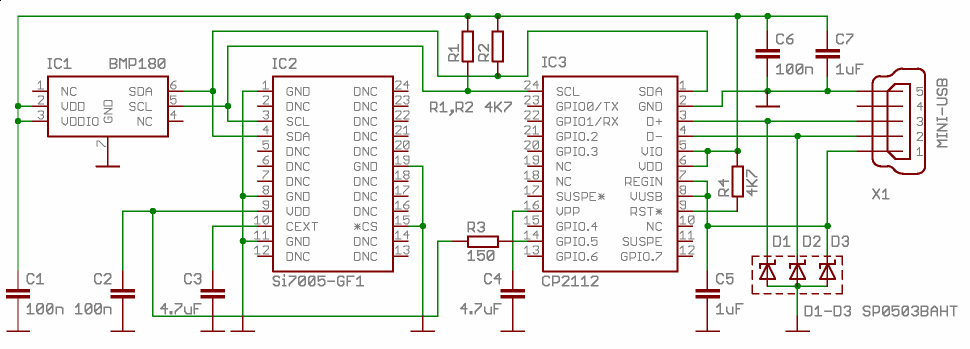 IC1 BMP180
1 NC SDA 6
2 VDD SCL 5
3 VDDIO NC 4
GND
7
IC2
1 GND DNC 24
2 DNC DNC 23
3 SCL DNC 22
4 SDA DNC 21
5 DNC DNC 20
6 DNC GND 19
7 DNC DNC 18
8 GND DNC 17
9 VDD DNC 16
10 CEXT *CS 15
11 GND DNC 14
12 DNC DNC 13
Si7005-GF1
R1 R2
R1,R2 4K7
IC3
24 SCL SDA 1
23 GPIO0/TX GND 2
22 GPIO1/RX D+ 3
21 GPIO.2 D- 4
20 GPIO.3 VIO 5
19 NC VDD 6
18 NC REGIN 7
17 SUSPE* VUSB 8
16 VPP RST* 9
15 GPIO.4 NC 10
14 GPIO.5 SUSPE 11
13 GPIO.6 GPIO.7 12
CP2112
C6 C7
100n 1uF
5
4
3
2
1
MINI-USB
X1
R4 4K7
R3
150
D1 D2 D3
D1-D3 SP0503BAHT
C1 C2 C3 C4 C5
100n 100n 4.7uF 4.7uF 1uF